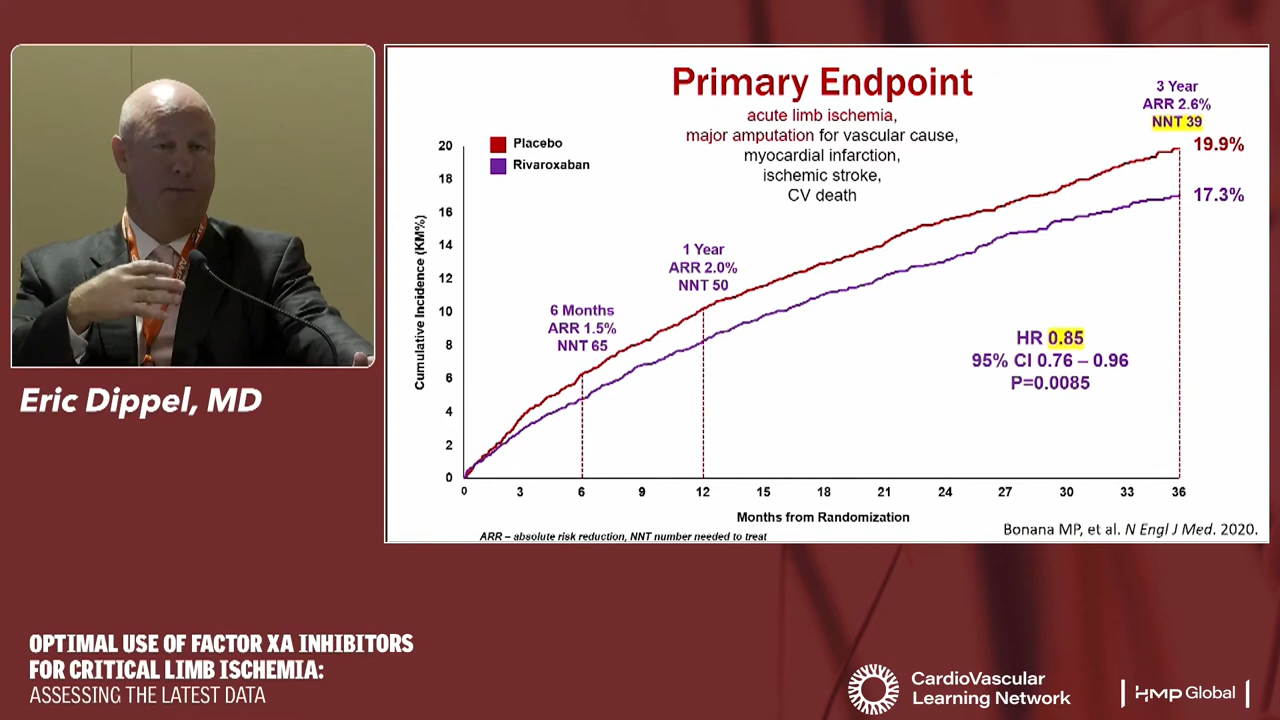 Primary Endpoint
acute limb ischemia,
major amputation for vascular cause,
myocardial infarction,
ischemic stroke,
CV death
Placebo
Rivaroxaban
3 Year
ARR 2.6%
NNT 39
19.9%
17.3%
1 Year
ARR 2.0%
NNT 50
6 Months
ARR 1.5%
NNT 65
HR 0.85
95% CI 0.76 – 0.96
P=0.0085
Cumulative Incidence (KM%)
20
18
16
14
12
10
8
6
4
2
0
0 3 6 9 12 15 18 21 24 27 30 33 36
Months from Randomization
ARR – absolute risk reduction, NNT number needed to treat
Bonana MP, et al. N Engl J Med. 2020.
Eric Dippel, MD
OPTIMAL USE OF FACTOR XA INHIBITORS
FOR CRITICAL LIMB ISCHEMIA:
ASSESSING THE LATEST DATA
CardioVascular
Learning Network
HMP Global